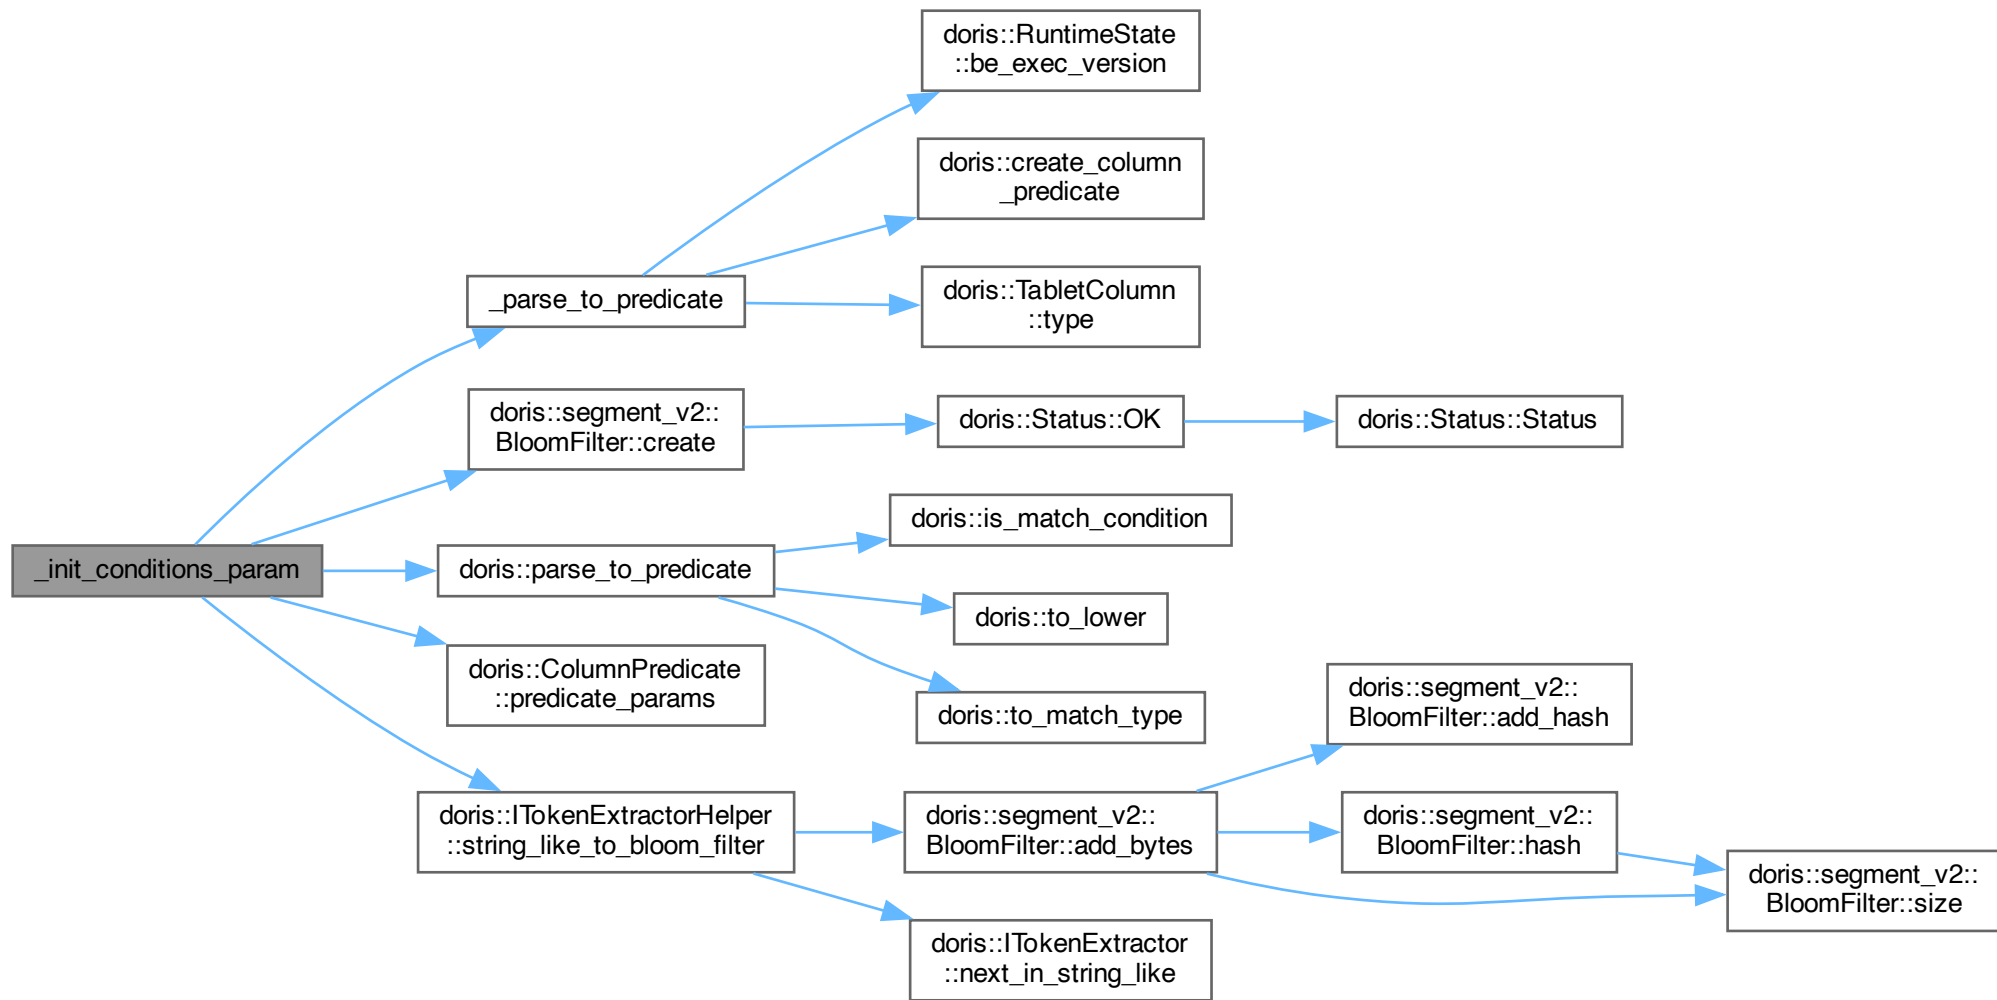 doris::RuntimeState
::be_exec_version
doris::create_column
_predicate
_parse_to_predicate
doris::TabletColumn
::type
doris::segment_v2::
BloomFilter::create
doris::Status::OK
doris::Status::Status
_init_conditions_param
doris::parse_to_predicate
doris::is_match_condition
doris::to_lower
doris::ColumnPredicate
::predicate_params
doris::to_match_type
doris::segment_v2::
BloomFilter::add_hash
doris::ITokenExtractorHelper
::string_like_to_bloom_filter
doris::segment_v2::
BloomFilter::add_bytes
doris::segment_v2::
BloomFilter::hash
doris::segment_v2::
BloomFilter::size
doris::ITokenExtractor
::next_in_string_like